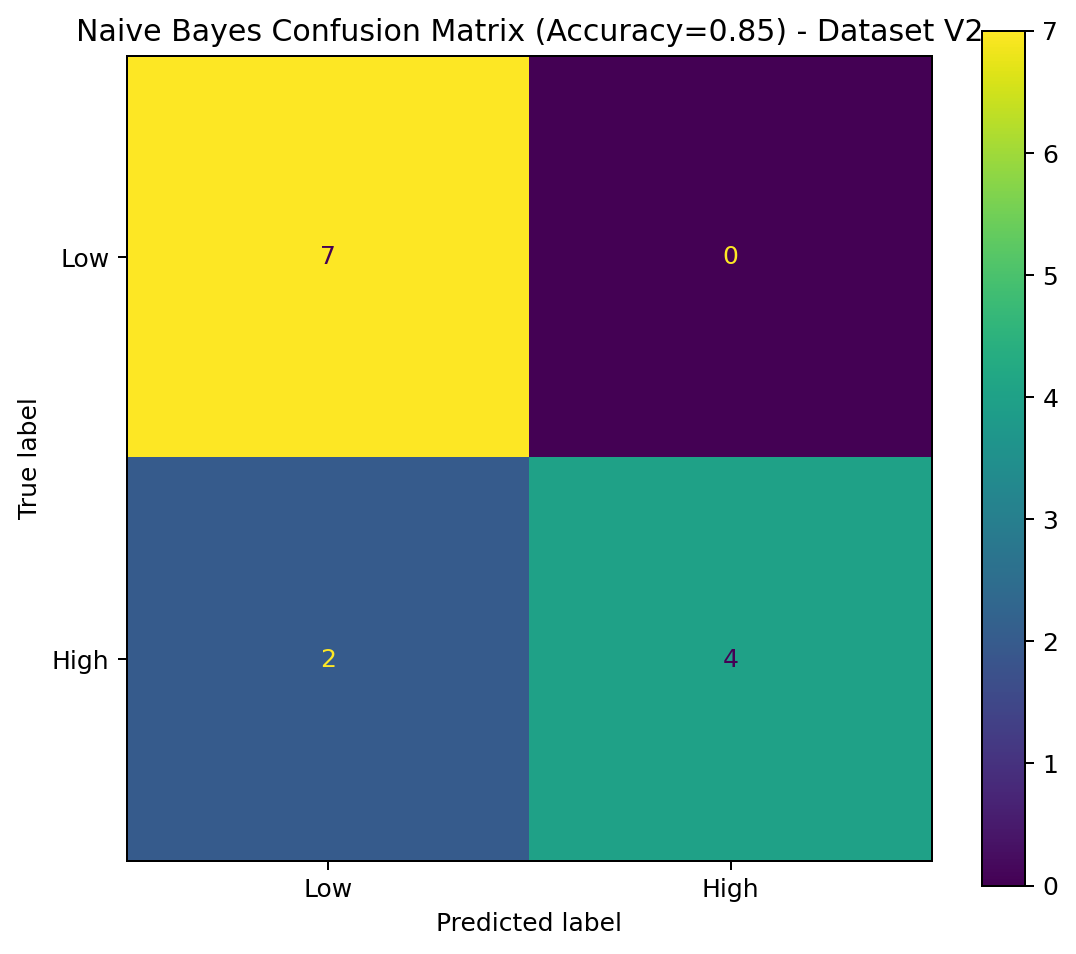 Naive Bayes Confusion Matrix (Accuracy=0.85) - Dataset V2
True label
Low
High
7
0
2
4
Low
High
Predicted label
7
6
5
4
3
2
1
0